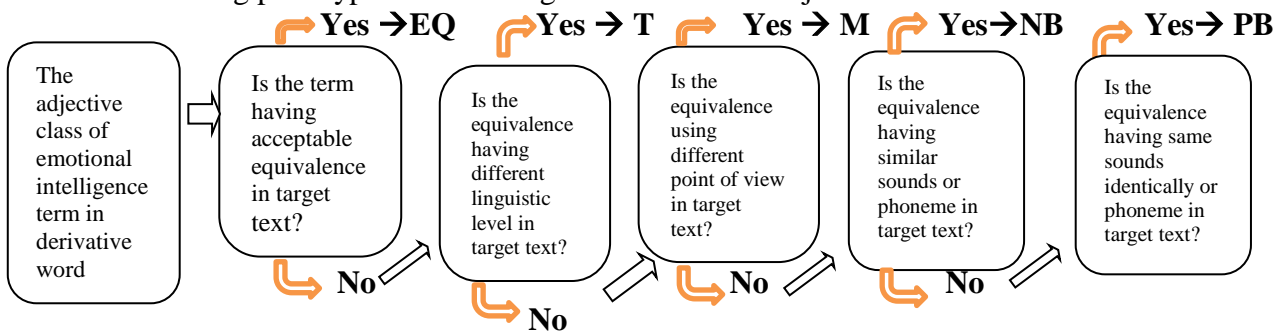 Yes →EQ
Yes → T
Yes → M
Yes→NB
Yes→ PB
The
adjective
class of
emotional
intelligence
term in
derivative
word
Is the term
having
acceptable
equivalence
in target
text?
Is the
equivalence
having
different
linguistic
level in
target text?
Is the
equivalence
using
different
point of view
in target
text?
Is the
equivalence
having
similar
sounds or
phoneme in
target text?
Is the
equivalence
having same
sounds
identically or
phoneme in
target text?
No
No
No
No